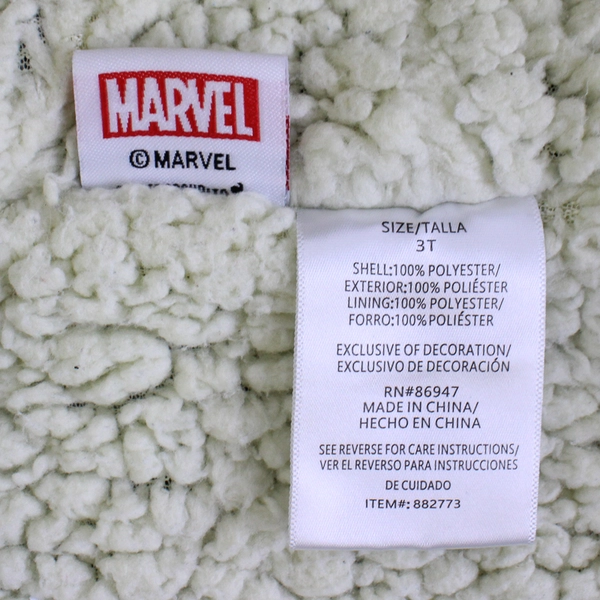 MARVEL
© MARVEL
SIZE/TALLA
3T
SHELL:100% POLYESTER/
EXTERIOR:100% POLIÉSTER
LINING:100% POLYESTER/
FORRO:100% POLIÉSTER
EXCLUSIVE OF DECORATION/
EXCLUSIVO DE DECORACIÓN
RN#86947
MADE IN CHINA/
HECHO EN CHINA
SEE REVERSE FOR CARE INSTRUCTIONS/
VER EL REVERSO PARA INSTRUCCIONES
DE CUIDADO
ITEM#: 882773